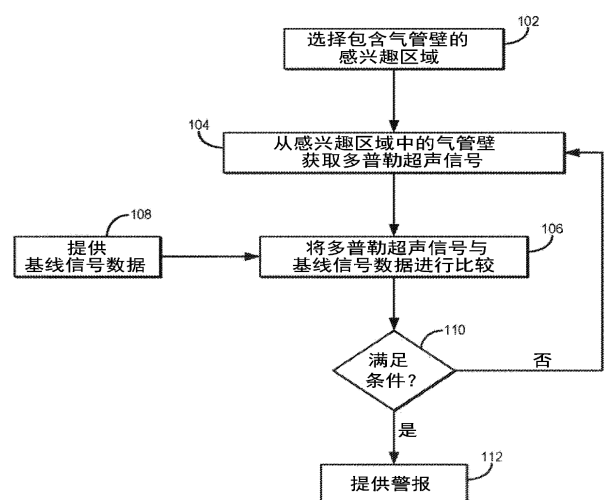 102
选择包含气管壁的
感兴趣区域
104
从感兴趣区域中的气管壁
获取多普勒超声信号
108
提供
基线信号数据
106
将多普勒超声信号与
基线信号数据进行比较
110
满足
条件?
否
是
112
提供警报